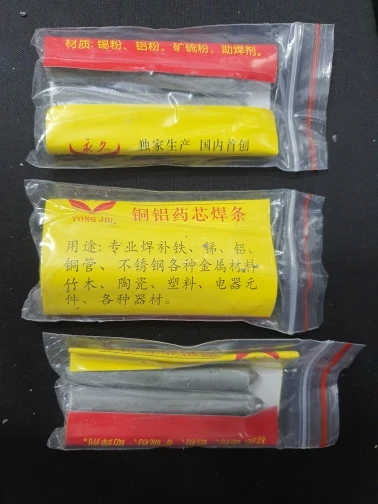 材质: 锡粉、铝粉、矿硫粉、助焊剂。
永久
独家生产 国内首创
YONG JIU
铜铝药芯焊条
用途: 专业焊补铁、锑、铝、
铜管、不锈钢各种金属材料
竹木、陶瓷、塑料、电器元
件、各种器材。